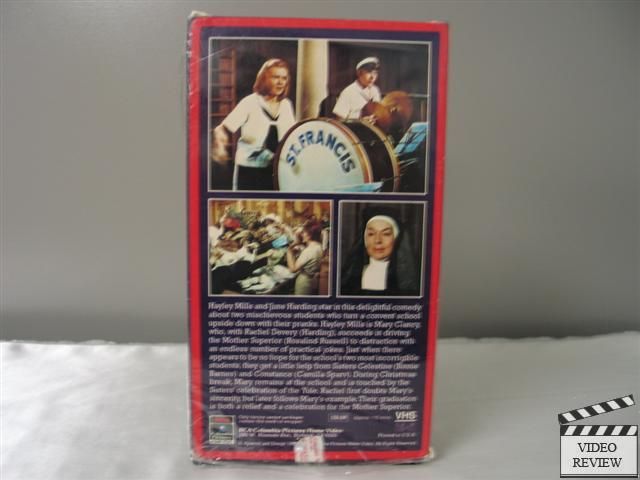 ST. FRANCIS
Hayley Mills and June Harding star in this delightful comedy
about two mischievous students who turn a convent school
upside down with their pranks. Hayley Mills is Mary Clancy,
who, with Rachel Devery (Harding), succeeds in driving
the Mother Superior (Rosalind Russell) to distraction with
an endless number of practical jokes. Just when there
appears to be no hope for the school's two most incorrigible
students, they get a little help from Sisters Celestine (Binnie
Barnes) and Constance (Camilla Sparv). During Christmas
break, Mary remains at the school and is touched by the
Sisters' celebration of the Yule. Rachel first doubts Mary's
sincerity, but later follows Mary's example. Their graduation
is both a relief and a celebration for the Mother Superior.
VHS
RCA/Columbia Pictures Home Video
VIDEO
REVIEW